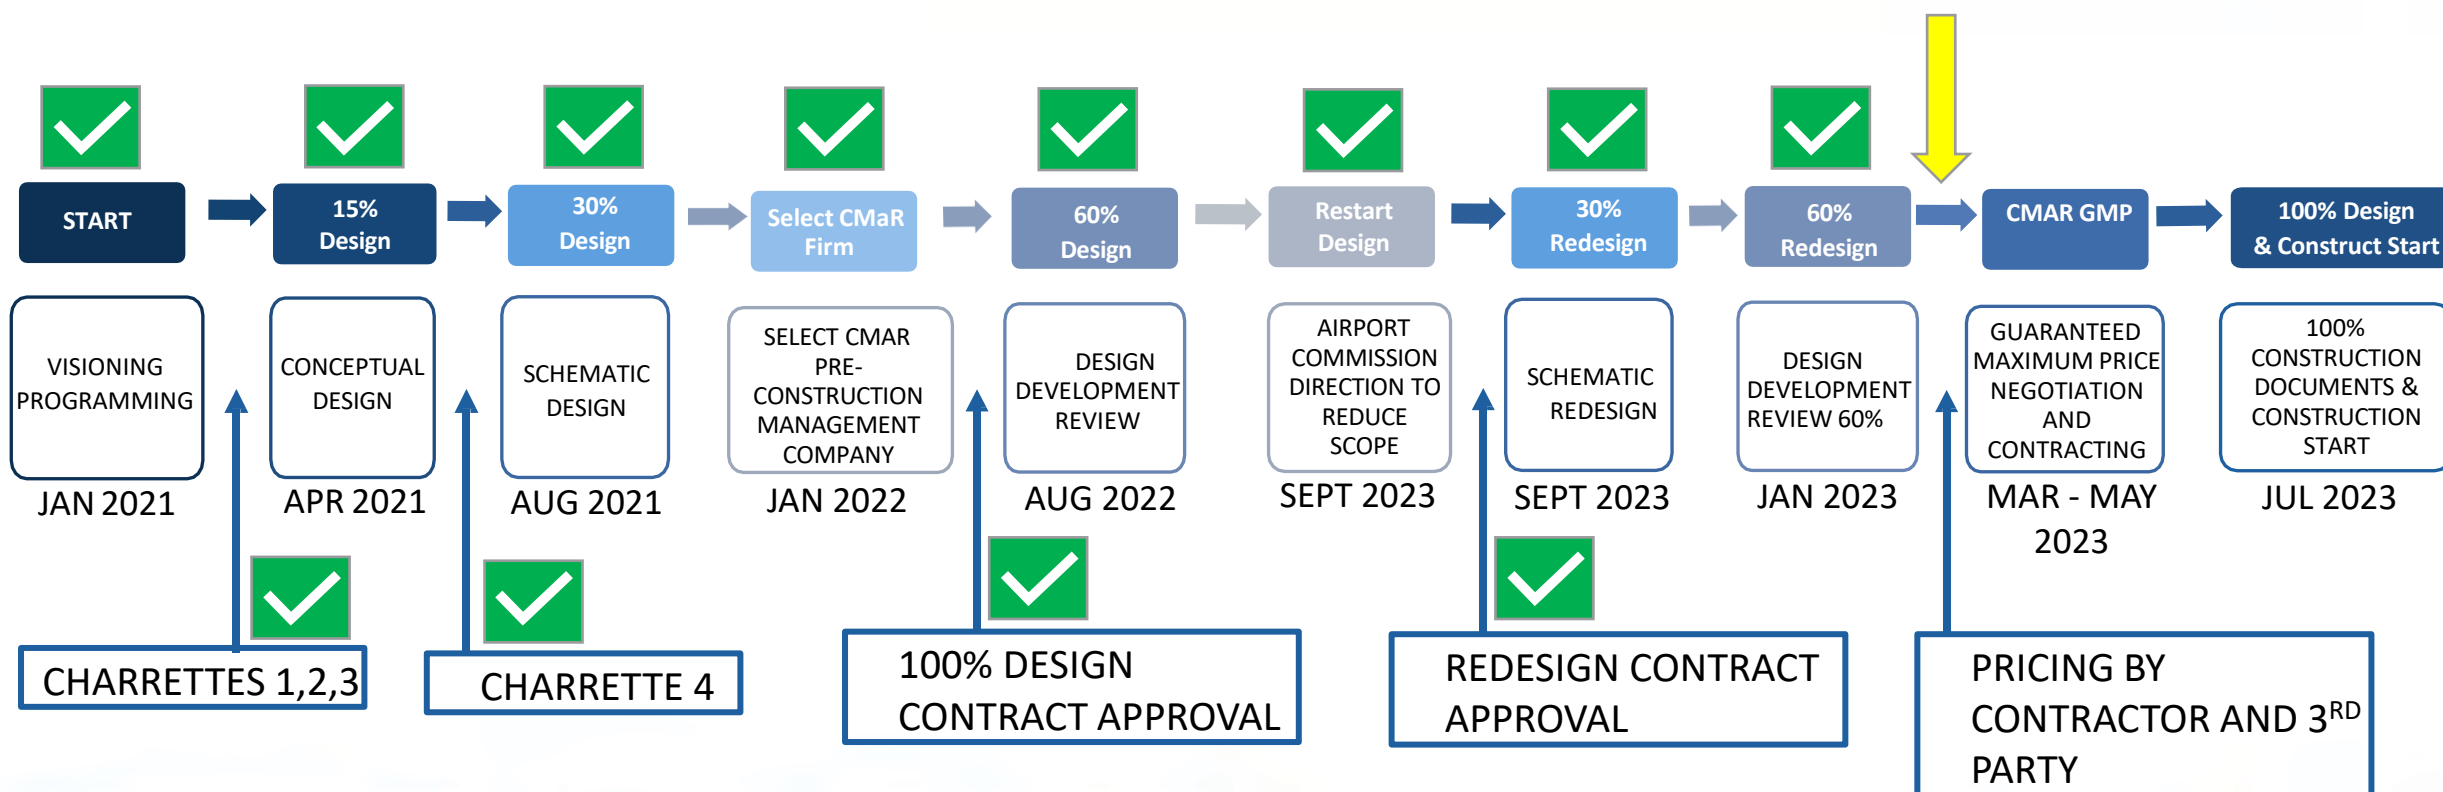 START
15%
Design
30%
Design
Select CMaR
Firm
60%
Design
Restart
Design
30%
Redesign
60%
Redesign
CMAR GMP
100% Design
& Construct Start
VISIONING
PROGRAMMING
CONCEPTUAL
DESIGN
SCHEMATIC
DESIGN
SELECT CMAR
PRE-
CONSTRUCTION
MANAGEMENT
COMPANY
DESIGN
DEVELOPMENT
REVIEW
AIRPORT
COMMISSION
DIRECTION TO
REDUCE
SCOPE
SCHEMATIC
REDESIGN
DESIGN
DEVELOPMENT
REVIEW 60%
GUARANTEED
MAXIMUM PRICE
NEGOTIATION
AND
CONTRACTING
100%
CONSTRUCTION
DOCUMENTS &
CONSTRUCTION
START
JAN 2021
APR 2021
AUG 2021
JAN 2022
AUG 2022
SEPT 2023
SEPT 2023
JAN 2023
MAR - MAY
2023
JUL 2023
CHARRETTES 1,2,3
CHARRETTE 4
100% DESIGN
CONTRACT APPROVAL
REDESIGN CONTRACT
APPROVAL
PRICING BY
CONTRACTOR AND 3RD
PARTY